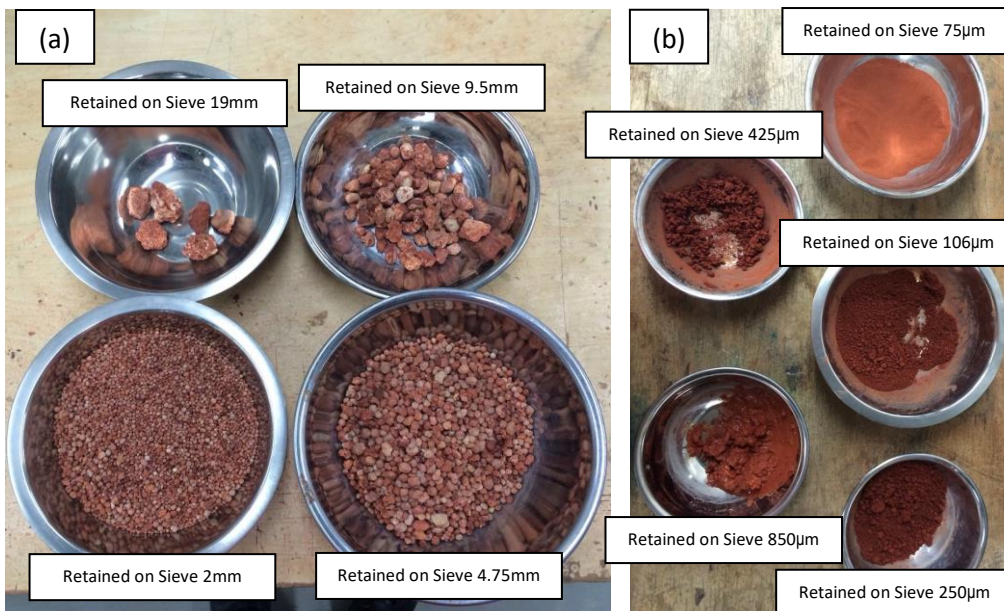 (a)
Retained on Sieve 19mm
Retained on Sieve 9.5mm
Retained on Sieve 2mm
Retained on Sieve 4.75mm
(b)
Retained on Sieve 75µm
Retained on Sieve 425µm
Retained on Sieve 106µm
Retained on Sieve 850µm
Retained on Sieve 250µm